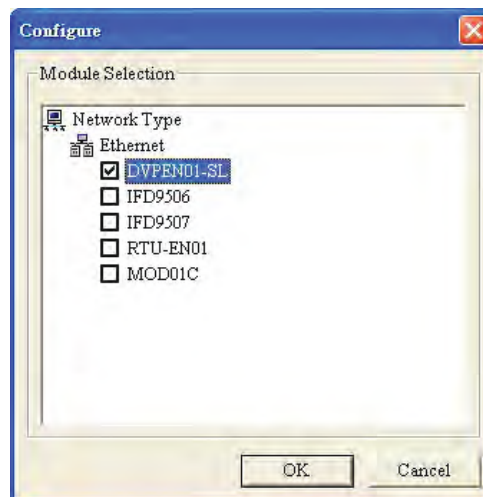 Configure
Module Selection
Network Type
Ethernet
DVPEN01-SL
IFD9506
IFD9507
RTU-EN01
MOD01C
OK
Cancel